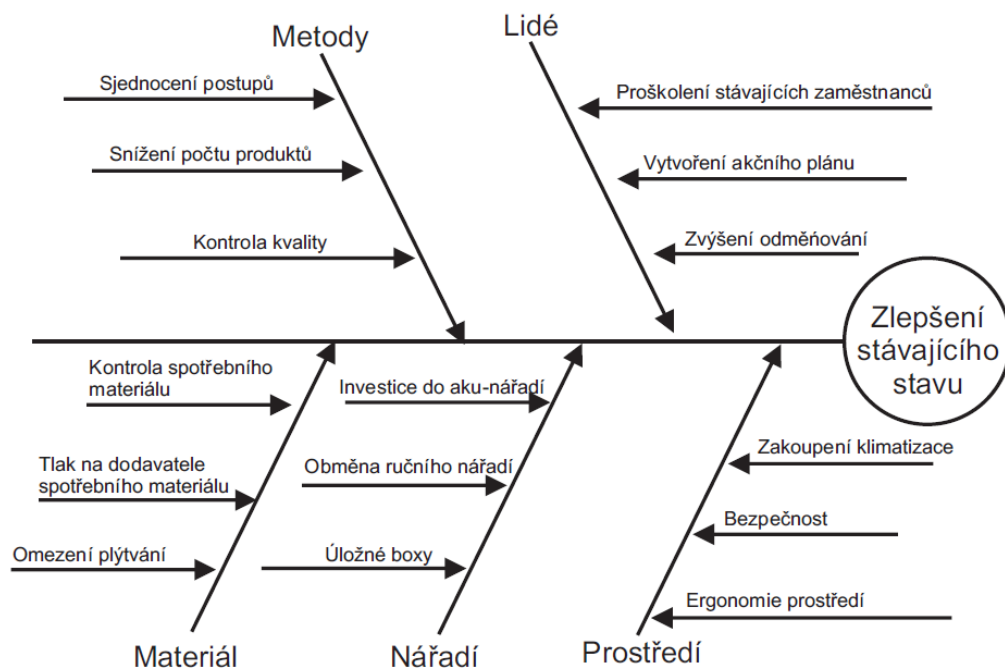 Metody
Lidé
Sjednocení postupů
Proškolení stávajících zaměstnanců
Snížení počtu produktů
Vytvoření akčního plánu
Kontrola kvality
Zvýšení odměňování
Zlepšení
stávajícího
stavu
Kontrola spotřebního
materiálu
Investice do aku-nářadí
Zakoupení klimatizace
Tlak na dodavatele
spotřebního materiálu
Obměna ručního nářadí
Bezpečnost
Omezení plýtvání
Úložné boxy
Ergonomie prostředí
Materiál
Nářadí
Prostředí